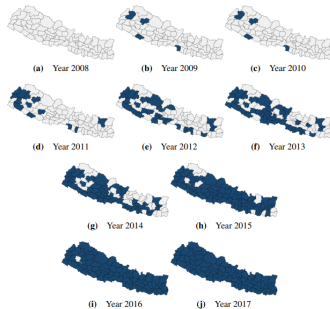 (a) Year 2008
(b) Year 2009
(c) Year 2010
(d) Year 2011
(e) Year 2012
(f) Year 2013
(g) Year 2014
(h) Year 2015
(i) Year 2016
(j) Year 2017